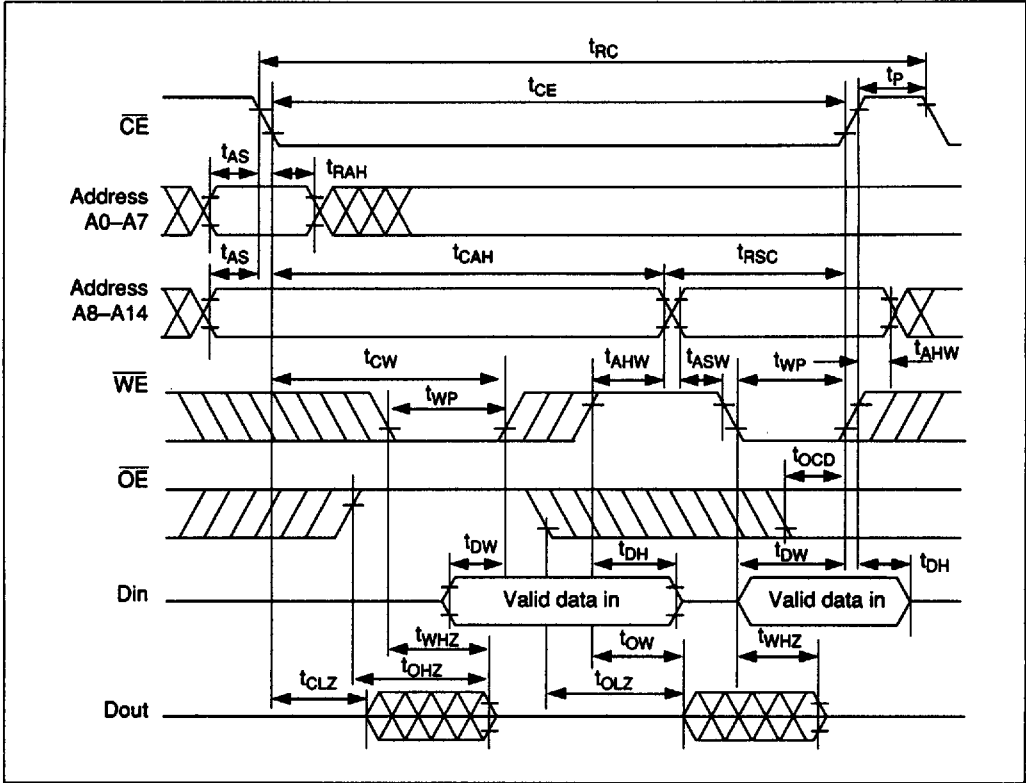 tRC
tCE
tP
CE
tAS
tRAH
Address
A0–A7
tAS
tCAH
tRSC
Address
A8–A14
tCW
tAHW
tASW
tWP
tAHW
WE
tWP
OE
tOCD
tDW
tDH
tDW
tDH
Din
Valid data in
Valid data in
tWHZ
tOW
tWHZ
tCLZ
tOHZ
tOLZ
Dout